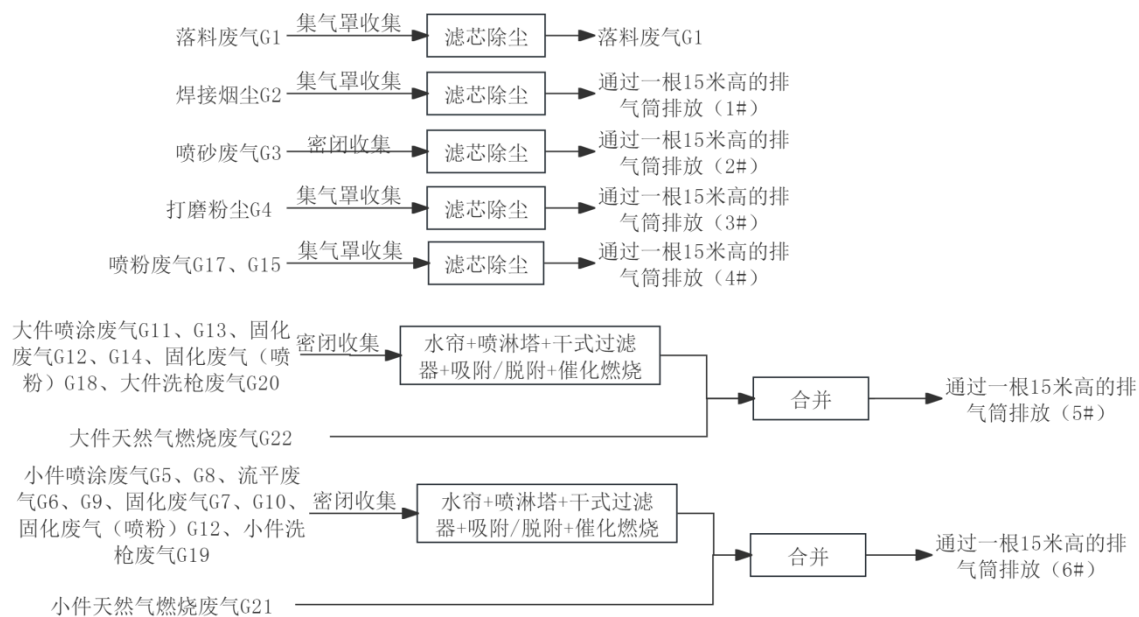 落料废气G1
集气罩收集
滤芯除尘
落料废气G1
焊接烟尘G2
集气罩收集
滤芯除尘
通过一根15米高的排
气筒排放（1#）
喷砂废气G3
密闭收集
滤芯除尘
通过一根15米高的排
气筒排放（2#）
打磨粉尘G4
集气罩收集
滤芯除尘
通过一根15米高的排
气筒排放（3#）
喷粉废气G17、G15
集气罩收集
滤芯除尘
通过一根15米高的排
气筒排放（4#）
大件喷涂废气G11、G13、固化
废气G12、G14、固化废气（喷
粉）G18、大件洗枪废气G20
密闭收集
水帘+喷淋塔+干式过滤
器+吸附/脱附+催化燃烧
大件天然气燃烧废气G22
合并
通过一根15米高的排
气筒排放（5#）
小件喷涂废气G5、G8、流平废
气G6、G9、固化废气G7、G10、
固化废气（喷粉）G12、小件洗
枪废气G19
密闭收集
水帘+喷淋塔+干式过滤
器+吸附/脱附+催化燃烧
小件天然气燃烧废气G21
合并
通过一根15米高的排
气筒排放（6#）